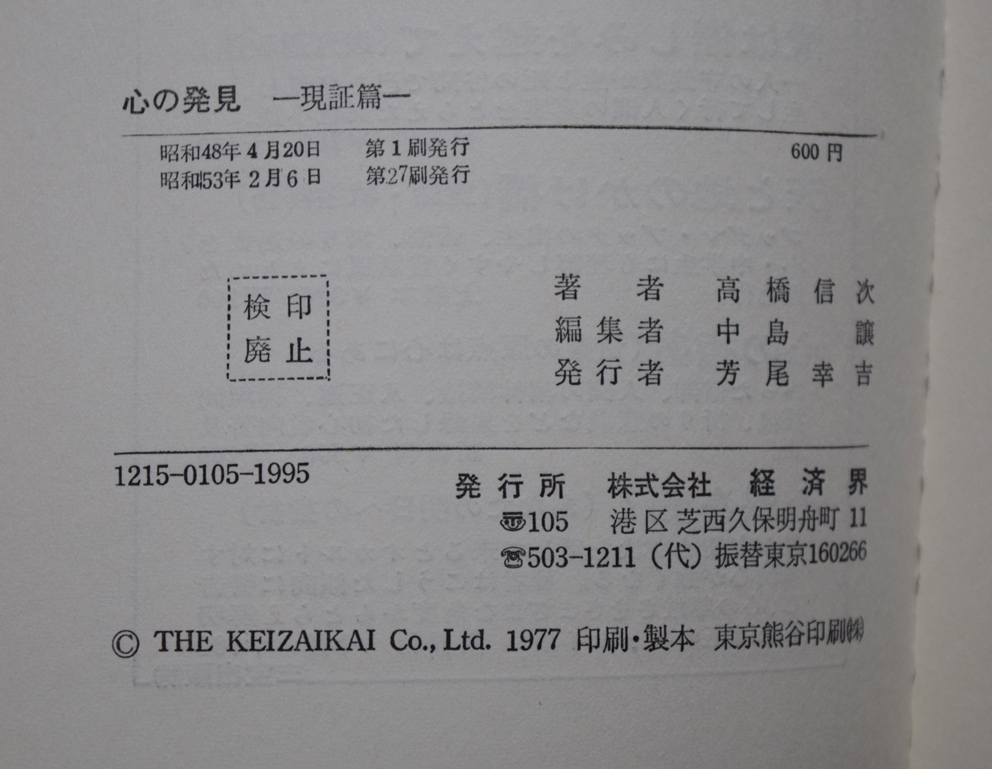 心の発見 ―現証篇―
昭和48年4月20日 第1刷発行 600円
昭和53年2月6日 第27刷発行
検印
廃止
著者 高橋信次
編集者 中島譲
発行者 芳尾幸吉
1215-0105-1995
発行所 株式会社 経済界
〠105 港区芝西久保明舟町11
☎503-1211（代）振替東京160266
© THE KEIZAIKAI Co., Ltd. 1977 印刷・製本 東京熊谷印刷㈱